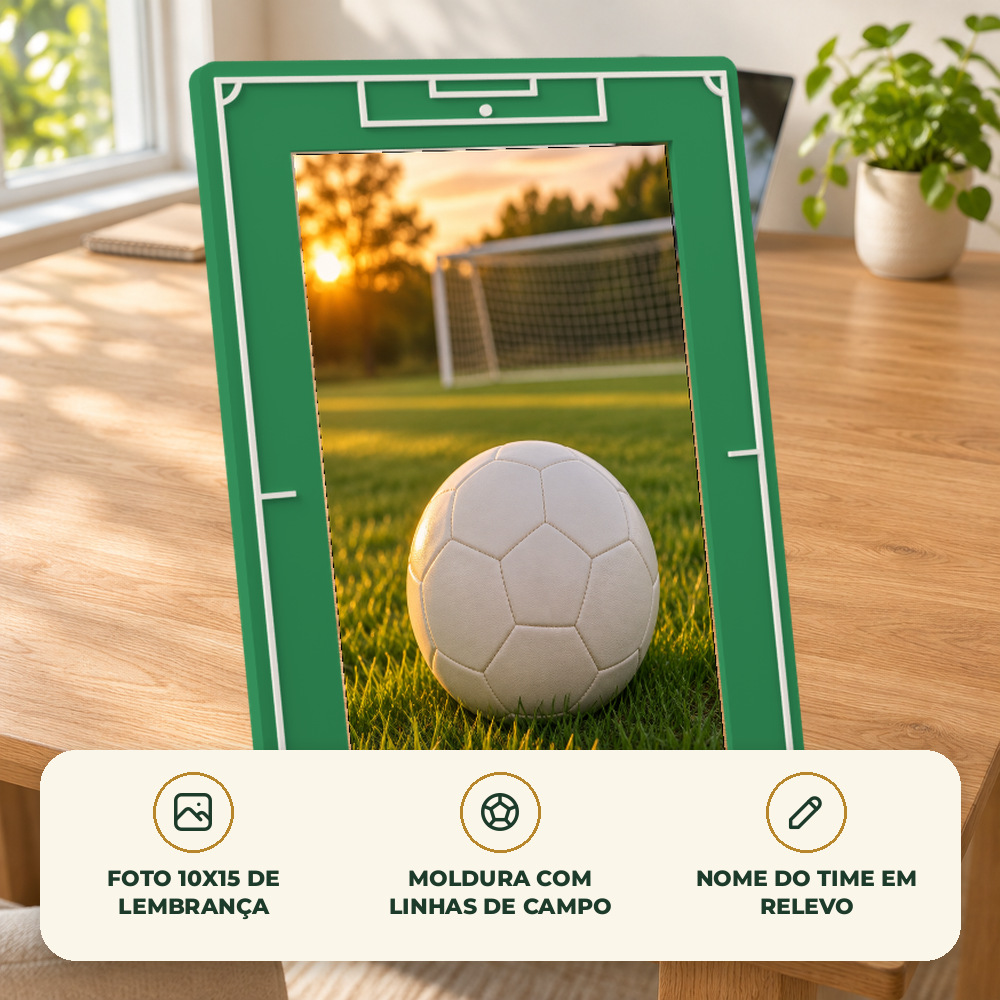 FOTO 10X15 DE
LEMBRANÇA
MOLDURA COM
LINHAS DE CAMPO
NOME DO TIME EM
RELEVO